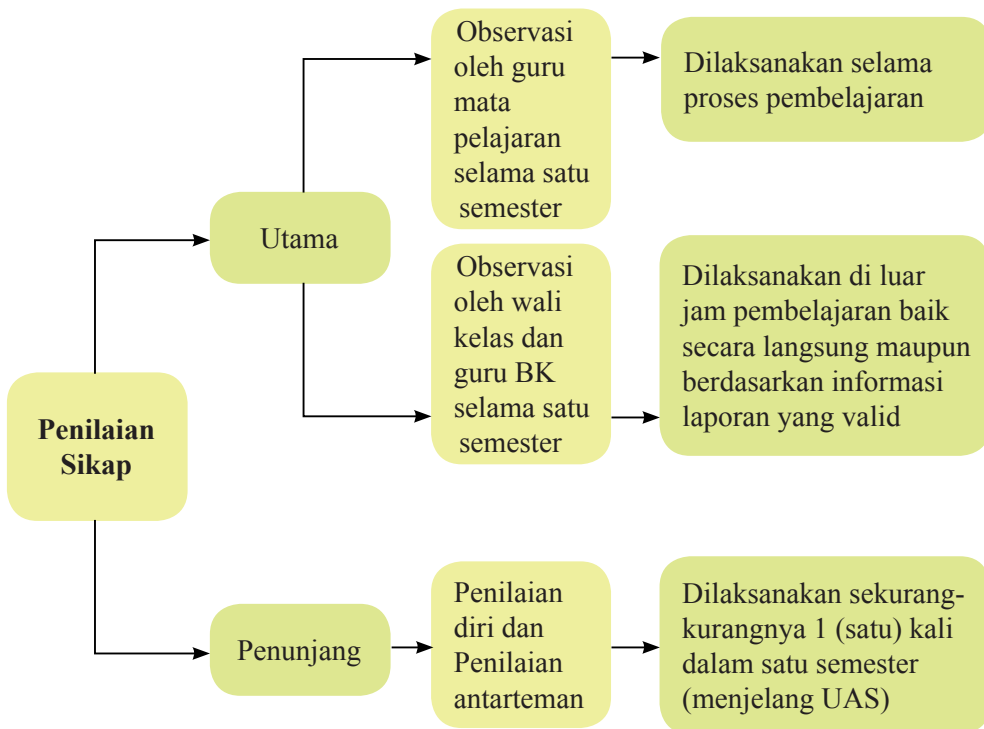 Penilaian
Sikap
Utama
Observasi
oleh guru
mata
pelajaran
selama satu
semester
Dilaksanakan selama
proses pembelajaran
Observasi
oleh wali
kelas dan
guru BK
selama satu
semester
Dilaksanakan di luar
jam pembelajaran baik
secara langsung maupun
berdasarkan informasi
laporan yang valid
Penunjang
Penilaian
diri dan
Penilaian
antarteman
Dilaksanakan sekurang-
kurangnya 1 (satu) kali
dalam satu semester
(menjelang UAS)